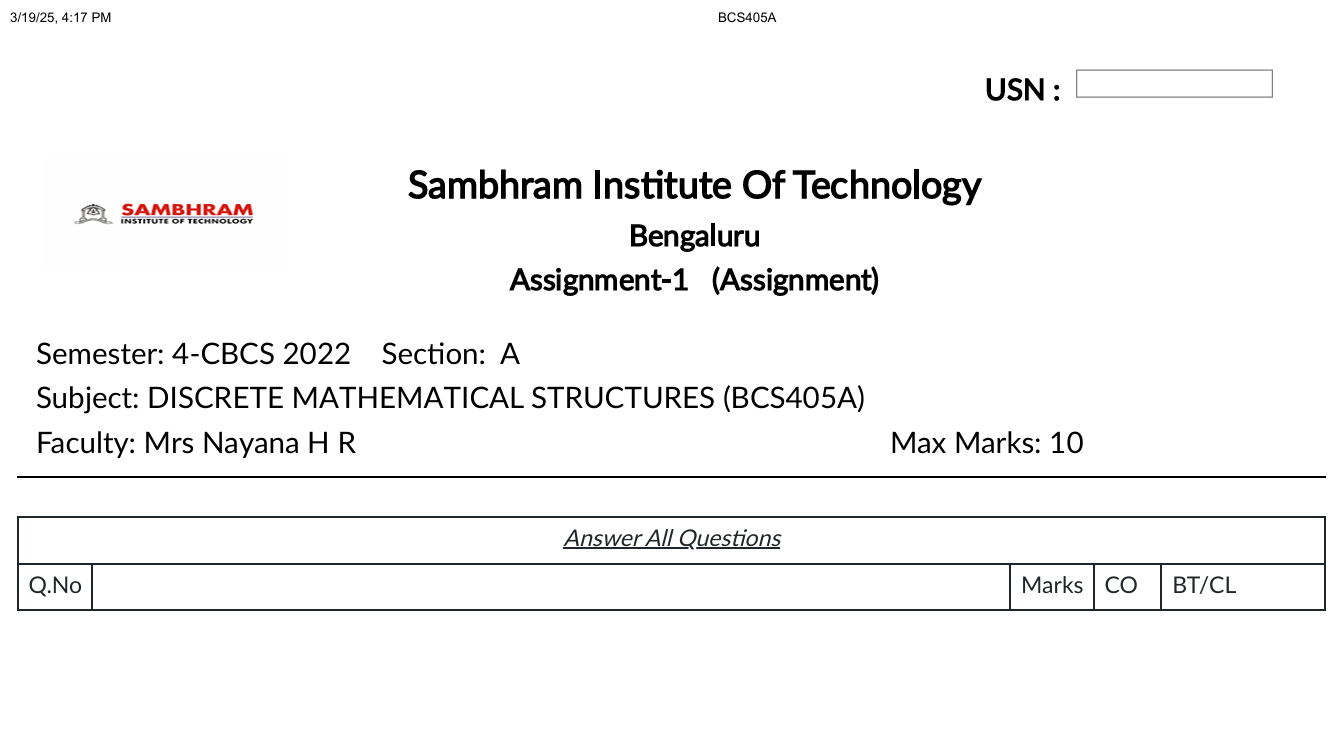 3/19/25, 4:17 PM BCS405A
USN :
SAMBHRAM
INSTITUTE OF TECHNOLOGY
Sambhram Institute Of Technology
Bengaluru
Assignment-1 (Assignment)
Semester: 4-CBCS 2022 Section: A
Subject: DISCRETE MATHEMATICAL STRUCTURES (BCS405A)
Faculty: Mrs Nayana H R Max Marks: 10
Answer All Questions
Q.No Marks CO BT/CL